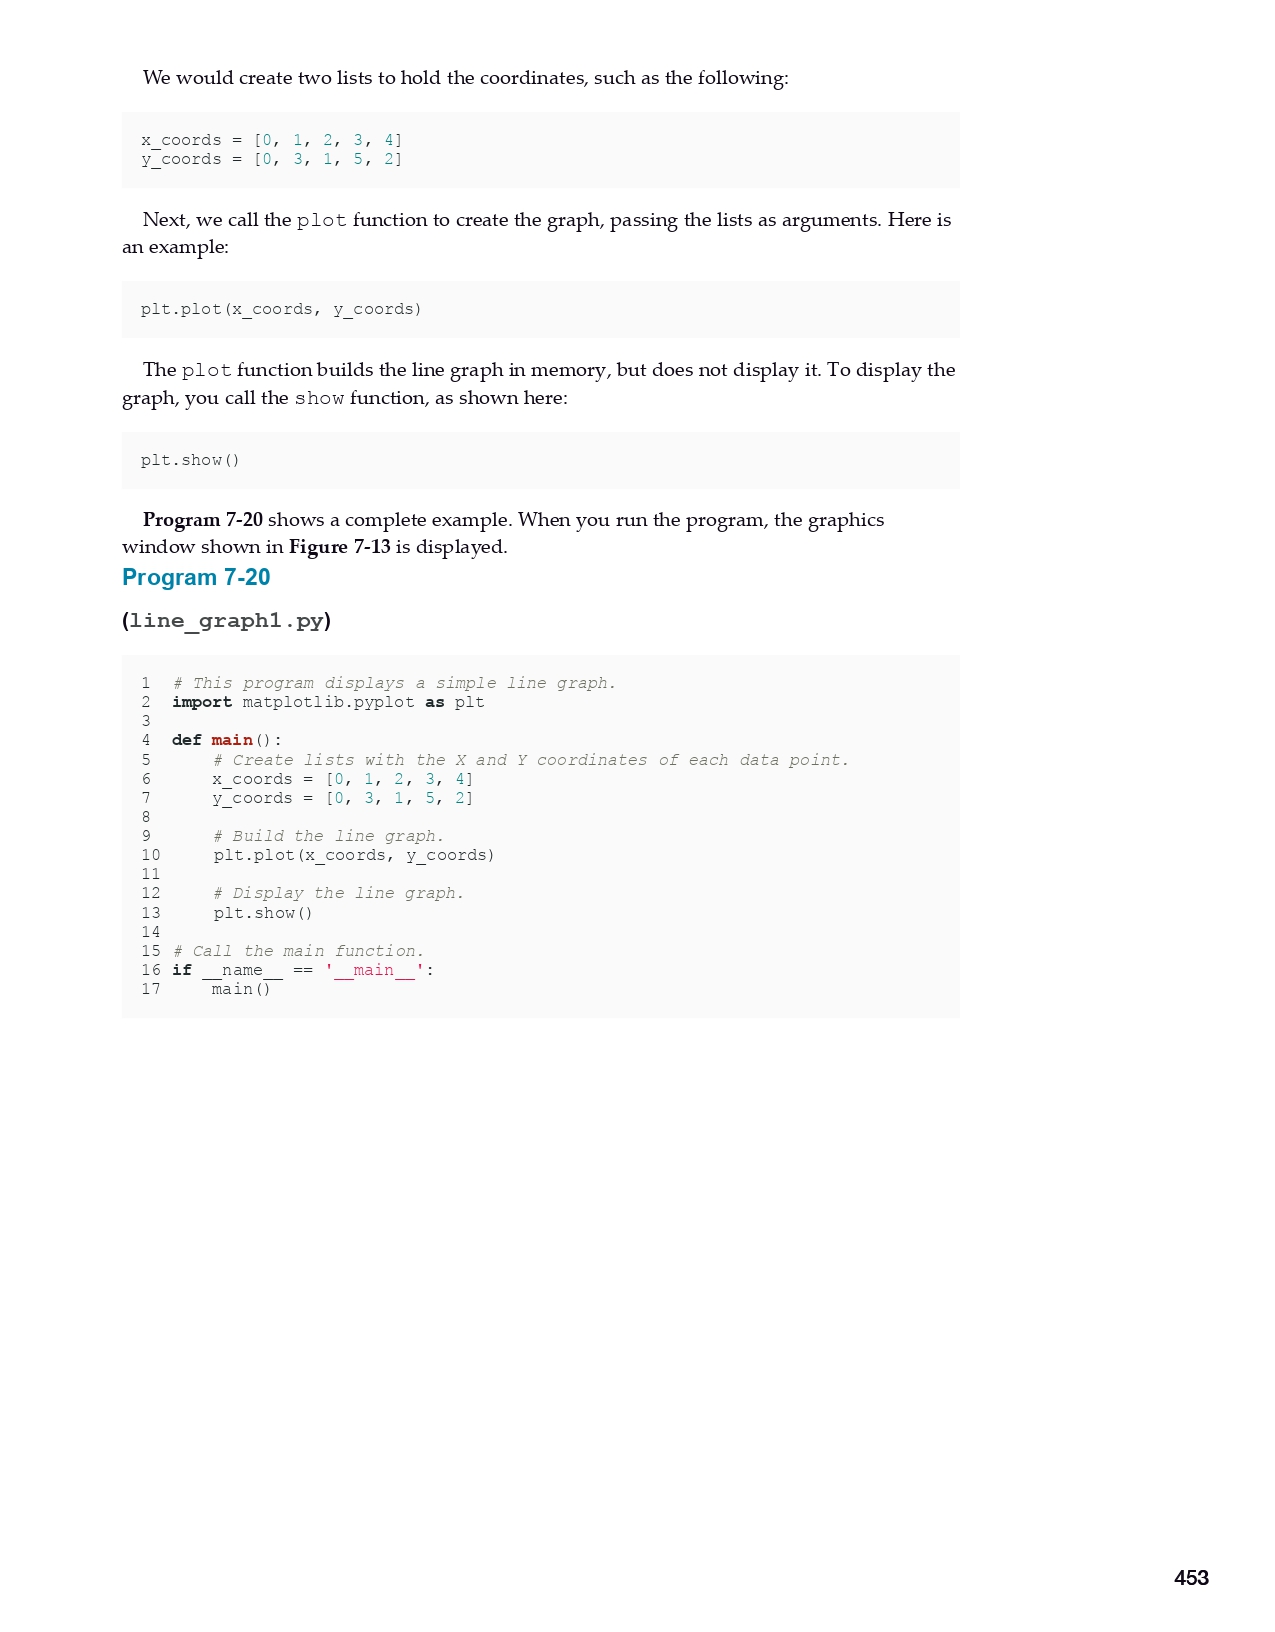 We would create two lists to hold the coordinates, such as the following:
x_coords = [0, 1, 2, 3, 4]
y_coords = [0, 3, 1, 5, 2]
Next, we call the plot function to create the graph, passing the lists as arguments. Here is
an example:
plt.plot(x_coords, y_coords)
The plot function builds the line graph in memory, but does not display it. To display the
graph, you call the show function, as shown here:
plt.show()
Program 7-20 shows a complete example. When you run the program, the graphics
window shown in Figure 7-13 is displayed.
Program 7-20
(line_graph1.py)
1  # This program displays a simple line graph.
2  import matplotlib.pyplot as plt
3
4  def main():
5      # Create lists with the X and Y coordinates of each data point.
6      x_coords = [0, 1, 2, 3, 4]
7      y_coords = [0, 3, 1, 5, 2]
8
9      # Build the line graph.
10     plt.plot(x_coords, y_coords)
11
12     # Display the line graph.
13     plt.show()
14
15 # Call the main function.
16 if __name__ == '__main__':
17     main()
453